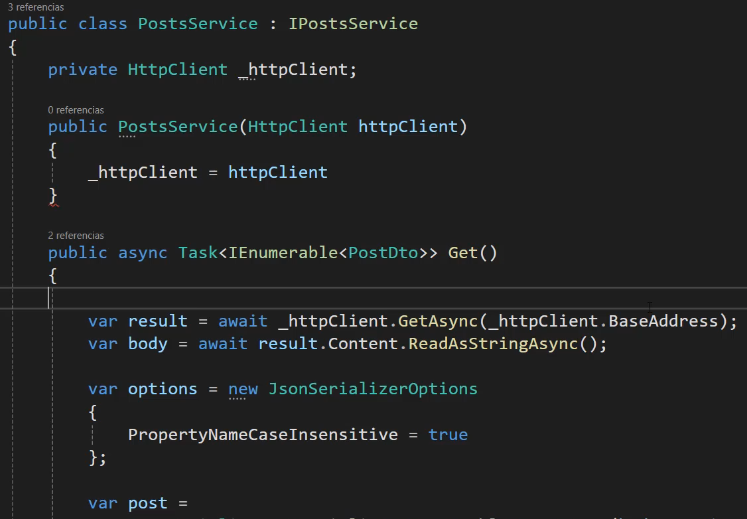 3 referencias
public class PostsService : IPostsService
{
private HttpClient _httpClient;
0 referencias
public PostsService(HttpClient httpClient)
{
_httpClient = httpClient
}
2 referencias
public async Task<IEnumerable<PostDto>> Get()
{
var result = await _httpClient.GetAsync(_httpClient.BaseAddress);
var body = await result.Content.ReadAsStringAsync();
var options = new JsonSerializerOptions
{
PropertyNameCaseInsensitive = true
};
var post =